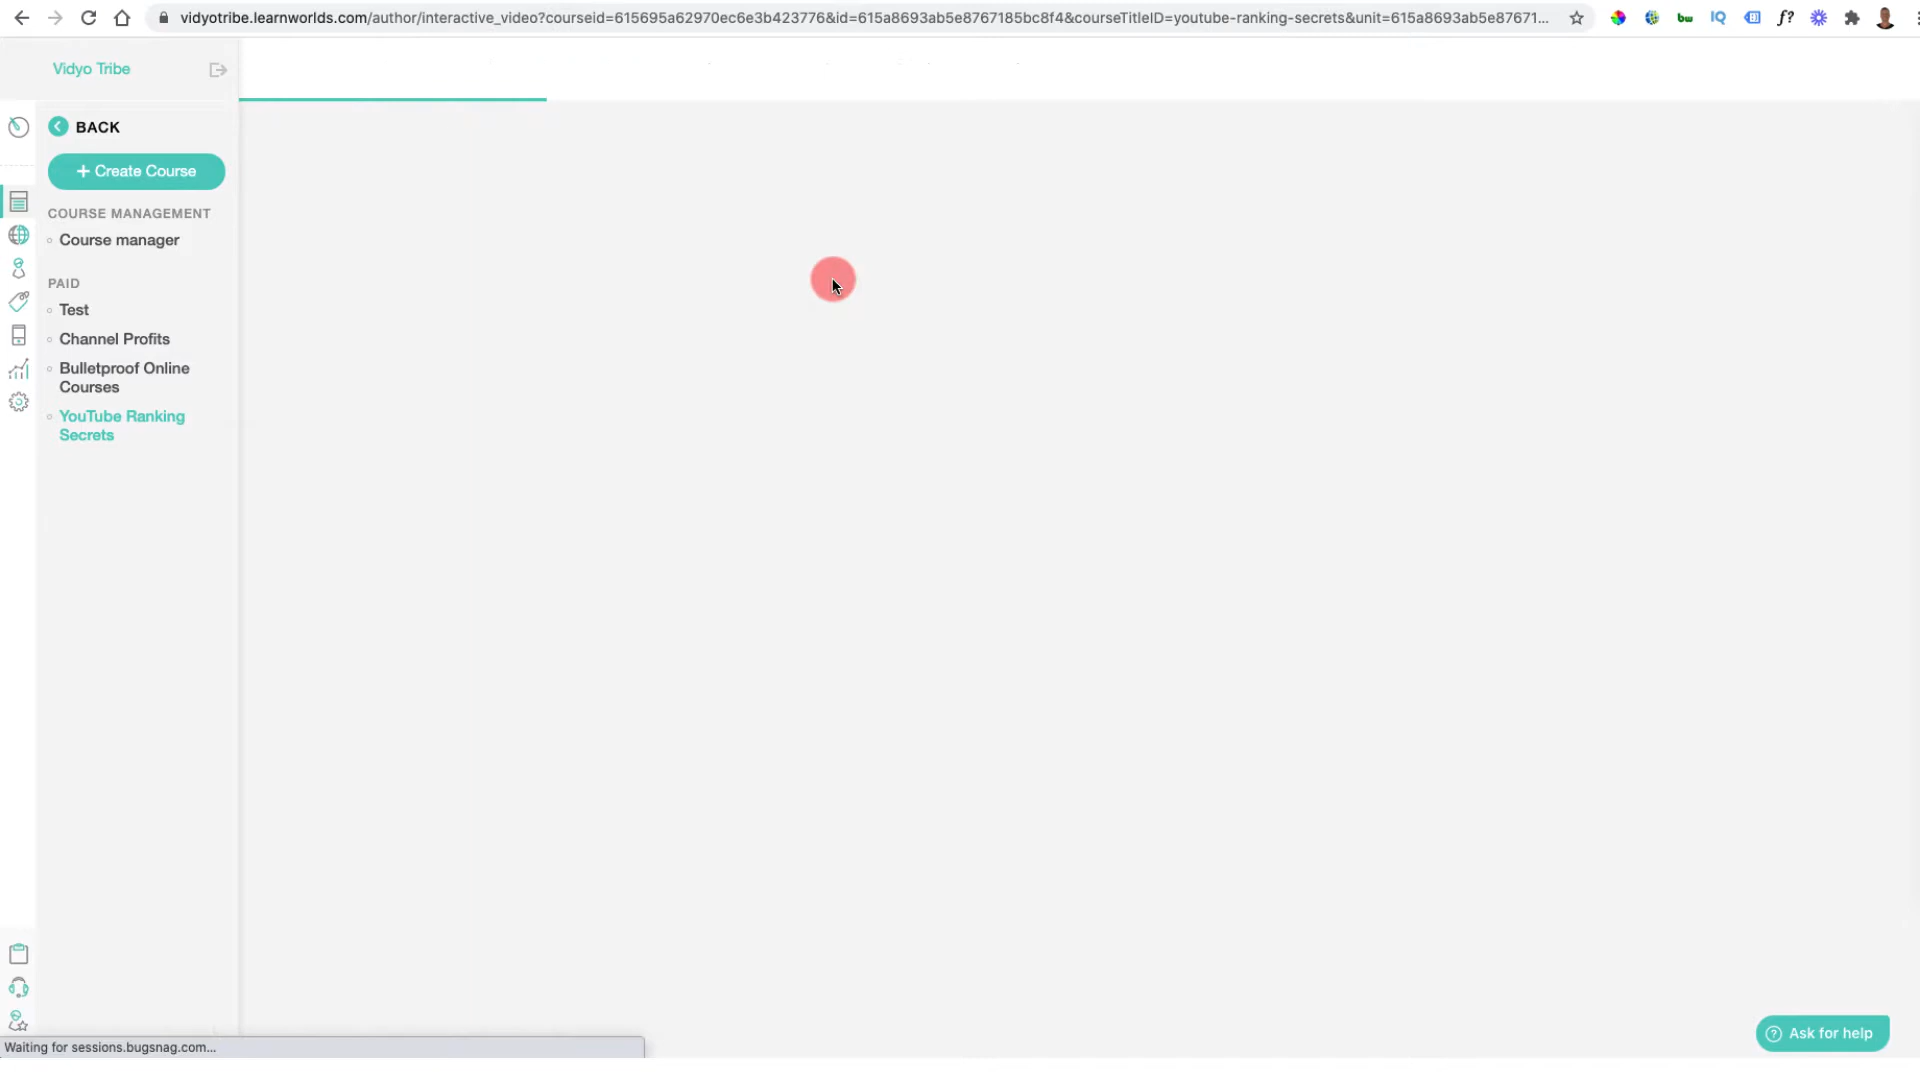 vidyotribe.learnworlds.com/author/interactive_video?courseid=615695a62970ec6e3b423776&id=615a8693ab5e8767185bc8f4&courseTitleID=youtube-ranking-secrets&unit=615a8693ab5e87671...
bw
IQ
f?
Vidyo Tribe
BACK
+ Create Course
COURSE MANAGEMENT
Course manager
PAID
Test
Channel Profits
Bulletproof Online
Courses
YouTube Ranking
Secrets
Waiting for sessions.bugsnag.com...
? Ask for help